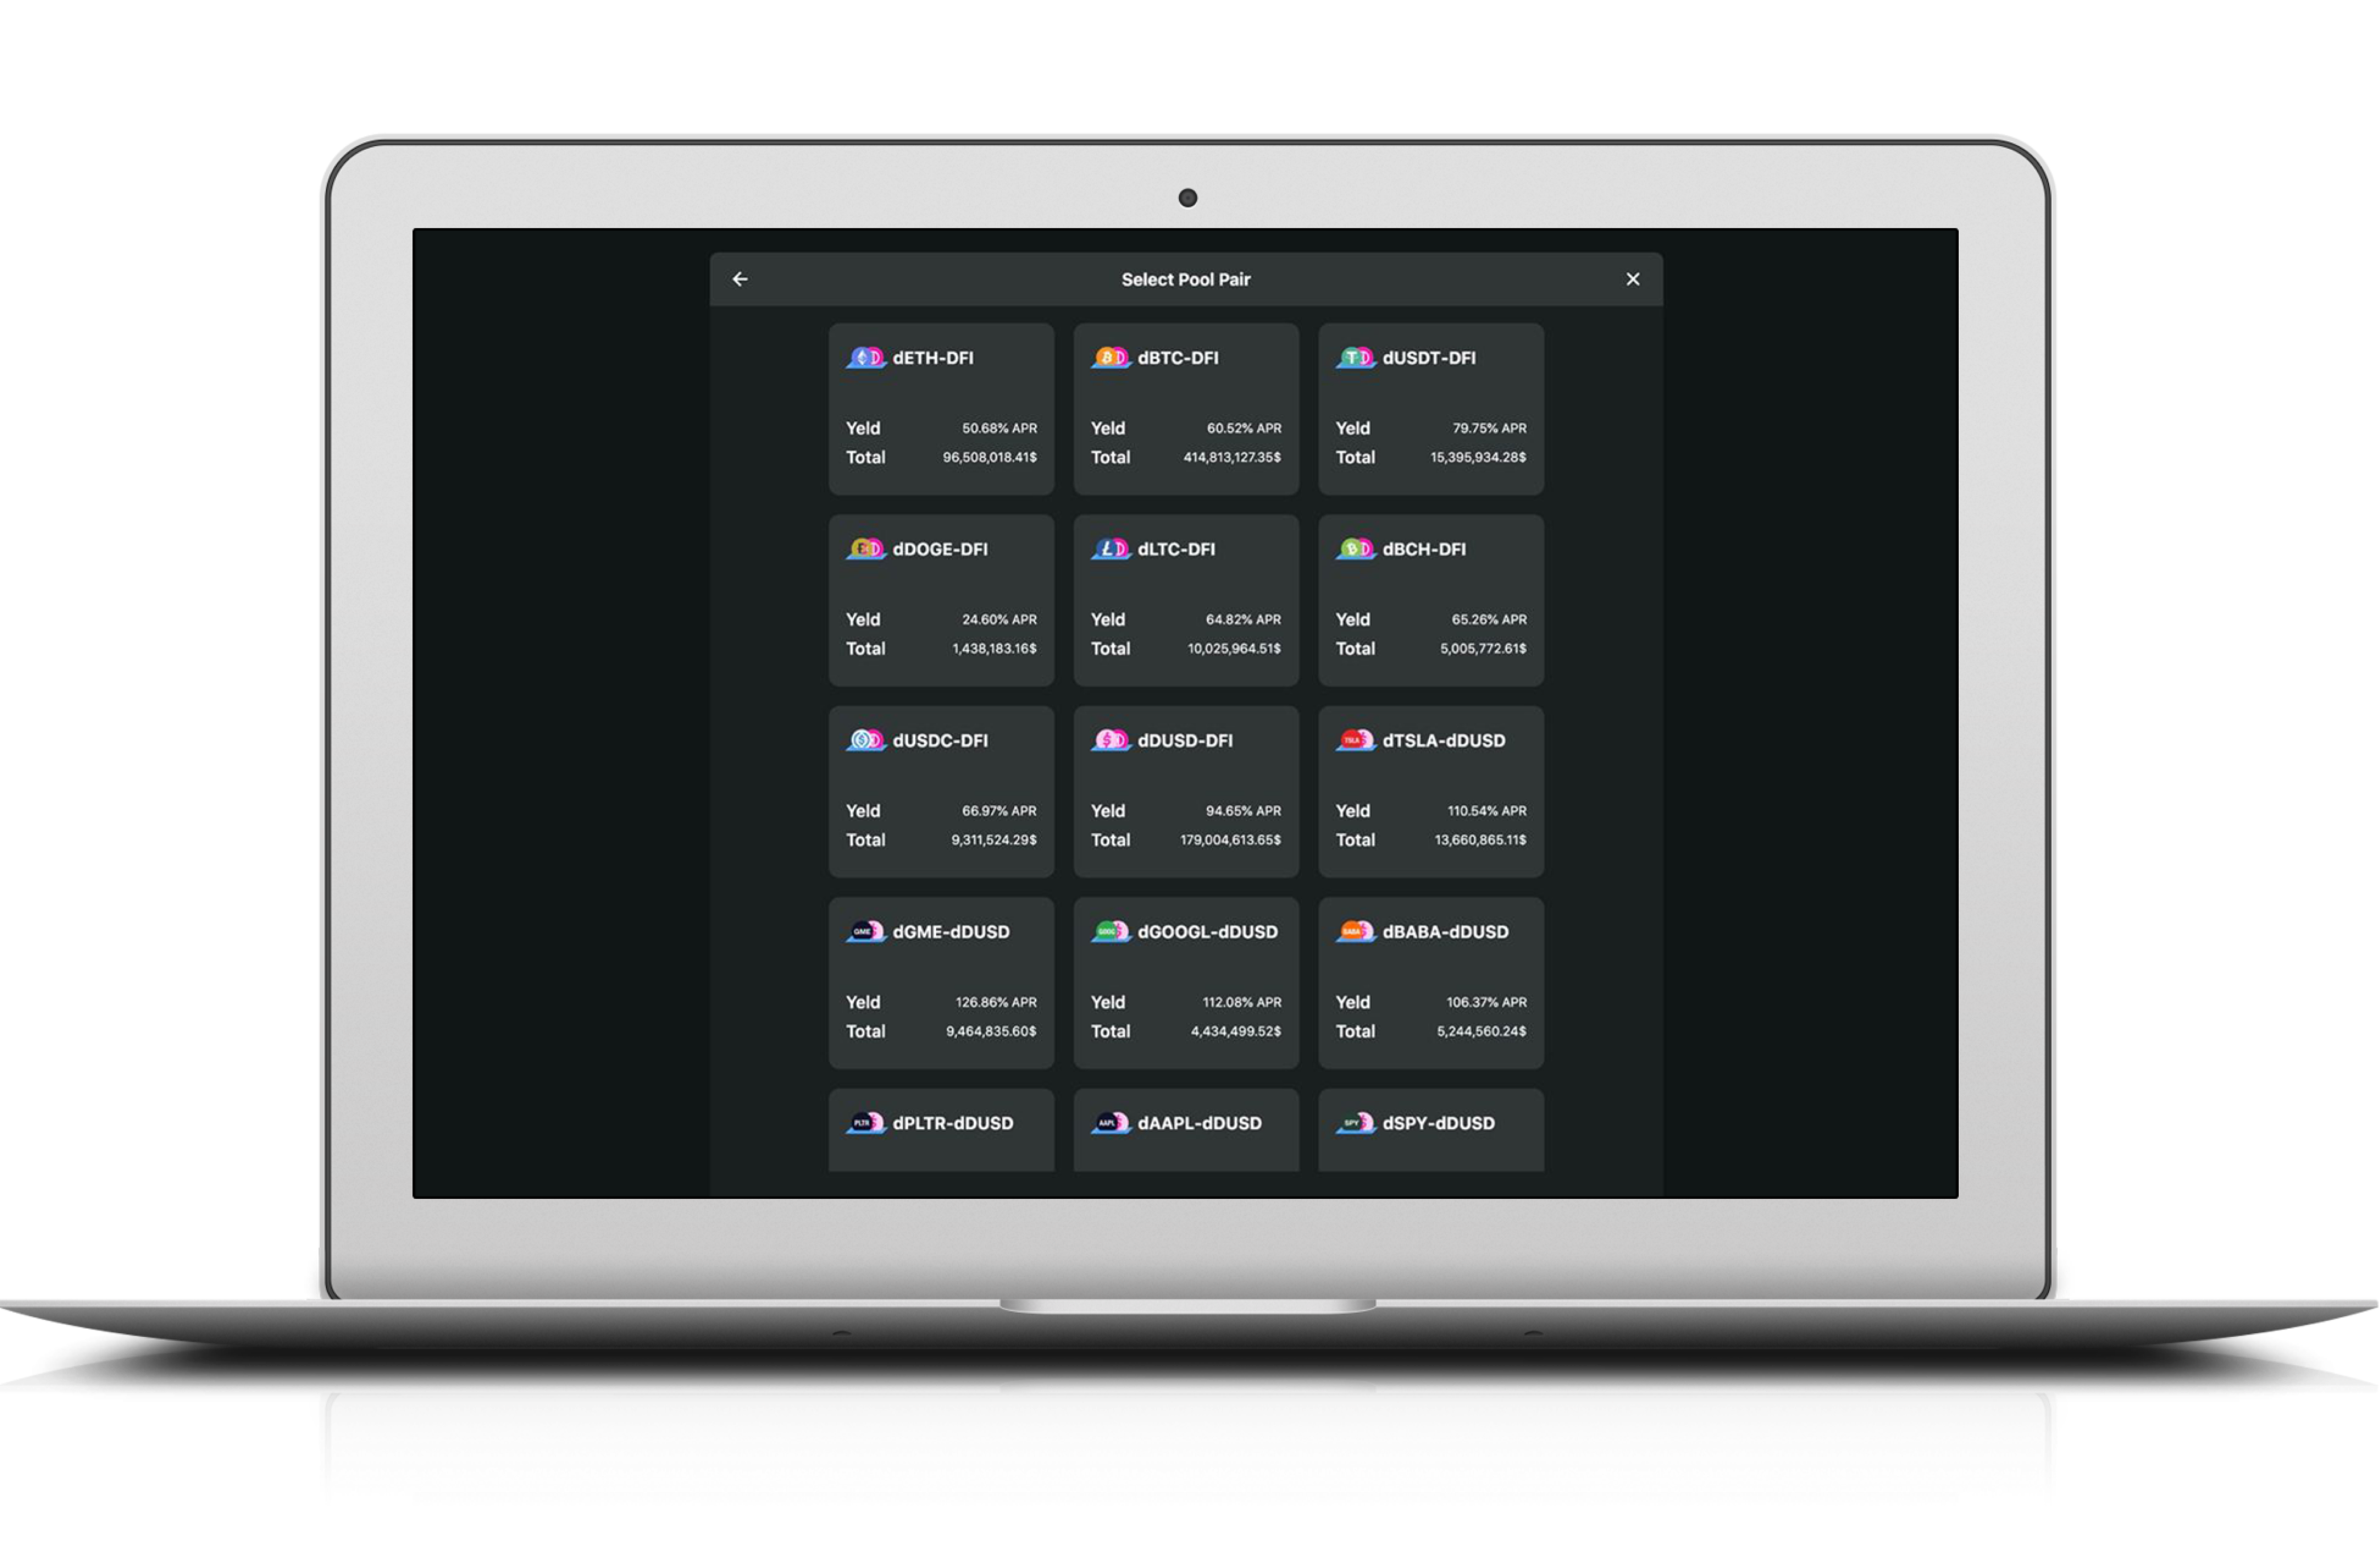 Select Pool Pair
dETH-DFI
Yeld 50.68% APR
Total 96,508,018.41$
dBTC-DFI
Yeld 60.52% APR
Total 414,813,127.35$
dUSDT-DFI
Yeld 79.75% APR
Total 15,395,934.28$
dDOGE-DFI
Yeld 24.60% APR
Total 1,438,183.16$
dLTC-DFI
Yeld 64.82% APR
Total 10,025,964.51$
dBCH-DFI
Yeld 65.26% APR
Total 5,005,772.61$
dUSDC-DFI
Yeld 66.97% APR
Total 9,311,524.29$
dDUSD-DFI
Yeld 94.65% APR
Total 179,004,613.65$
TSLA dTSLA-dDUSD
Yeld 110.54% APR
Total 13,660,865.11$
GME dGME-dDUSD
Yeld 126.86% APR
Total 9,464,835.60$
GOOG dGOOGL-dDUSD
Yeld 112.08% APR
Total 4,434,499.52$
BABA dBABA-dDUSD
Yeld 106.37% APR
Total 5,244,560.24$
PLTR dPLTR-dDUSD
AAPL dAAPL-dDUSD
SPY dSPY-dDUSD